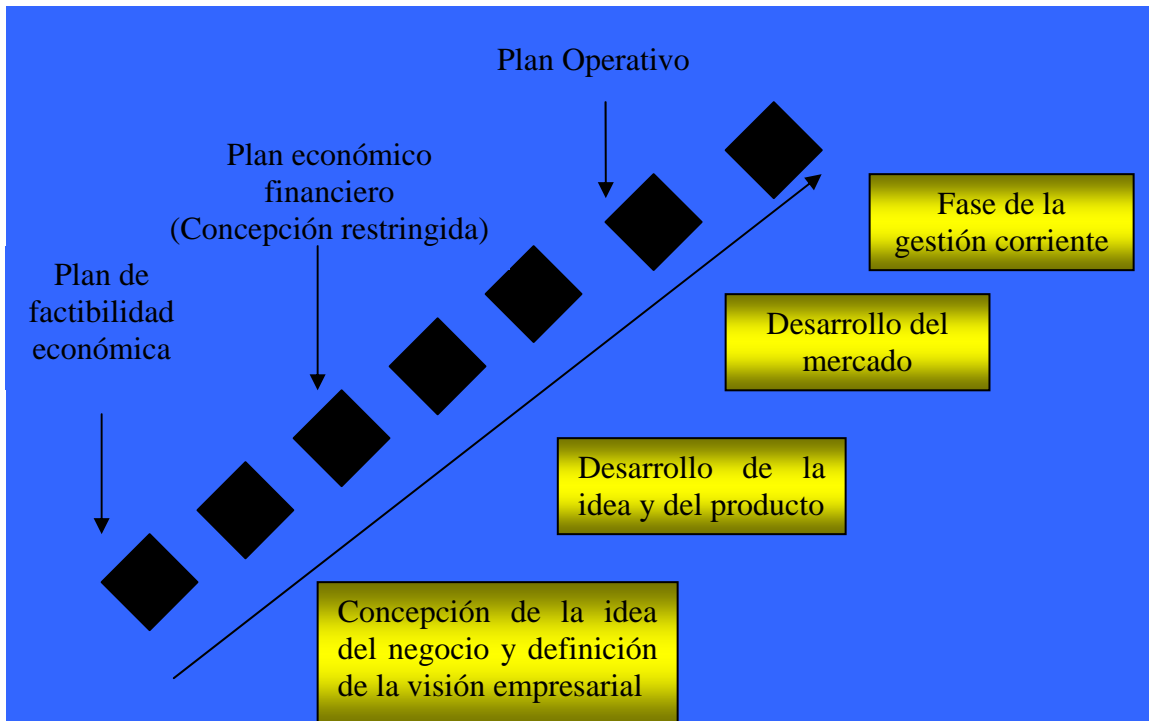 Plan Operativo
Plan económico
financiero
(Concepción restringida)
Plan de
factibilidad
económica
Fase de la
gestión corriente
Desarrollo del
mercado
Desarrollo de la
idea y del producto
Concepción de la idea
del negocio y definición
de la visión empresarial